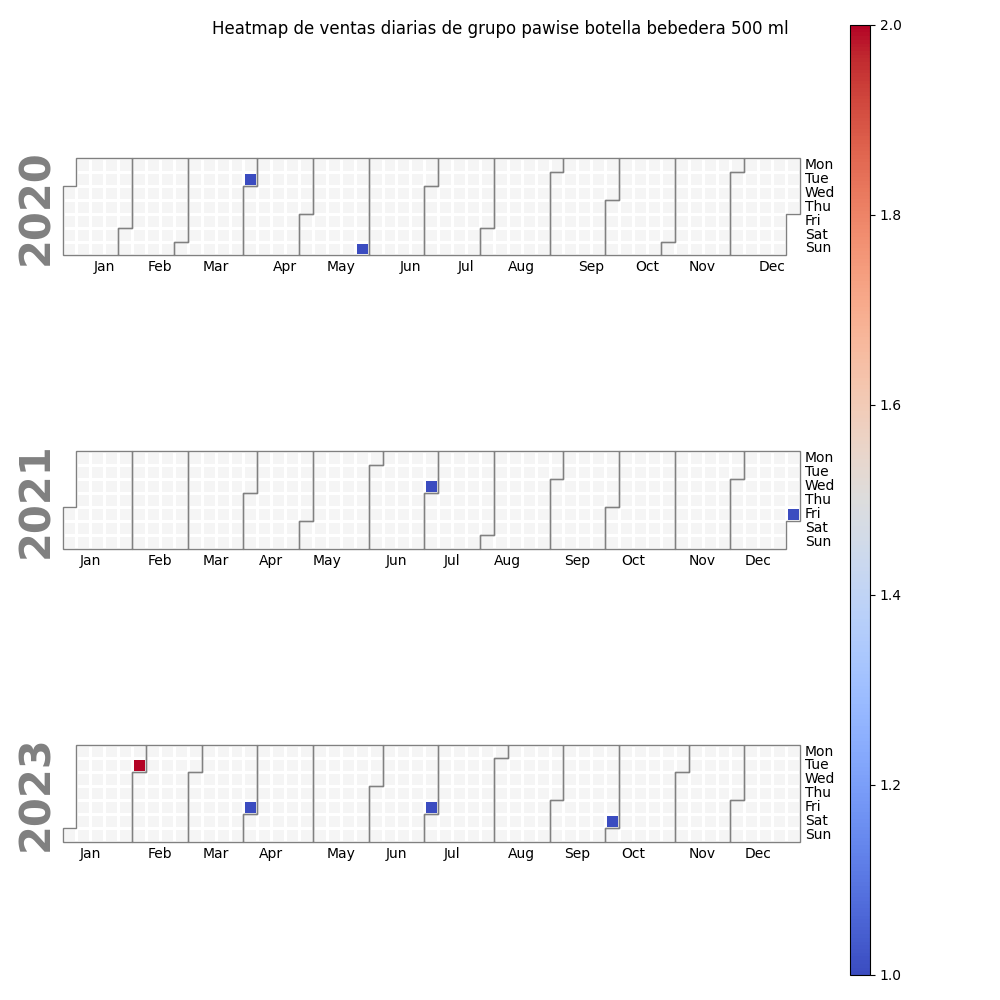 Heatmap de ventas diarias de grupo pawise botella bebedera 500 ml
2020
Mon
Tue
Wed
Thu
Fri
Sat
Sun
Jan Feb Mar Apr May Jun Jul Aug Sep Oct Nov Dec
2021
Mon
Tue
Wed
Thu
Fri
Sat
Sun
Jan Feb Mar Apr May Jun Jul Aug Sep Oct Nov Dec
2023
Mon
Tue
Wed
Thu
Fri
Sat
Sun
Jan Feb Mar Apr May Jun Jul Aug Sep Oct Nov Dec
2.0
1.8
1.6
1.4
1.2
1.0